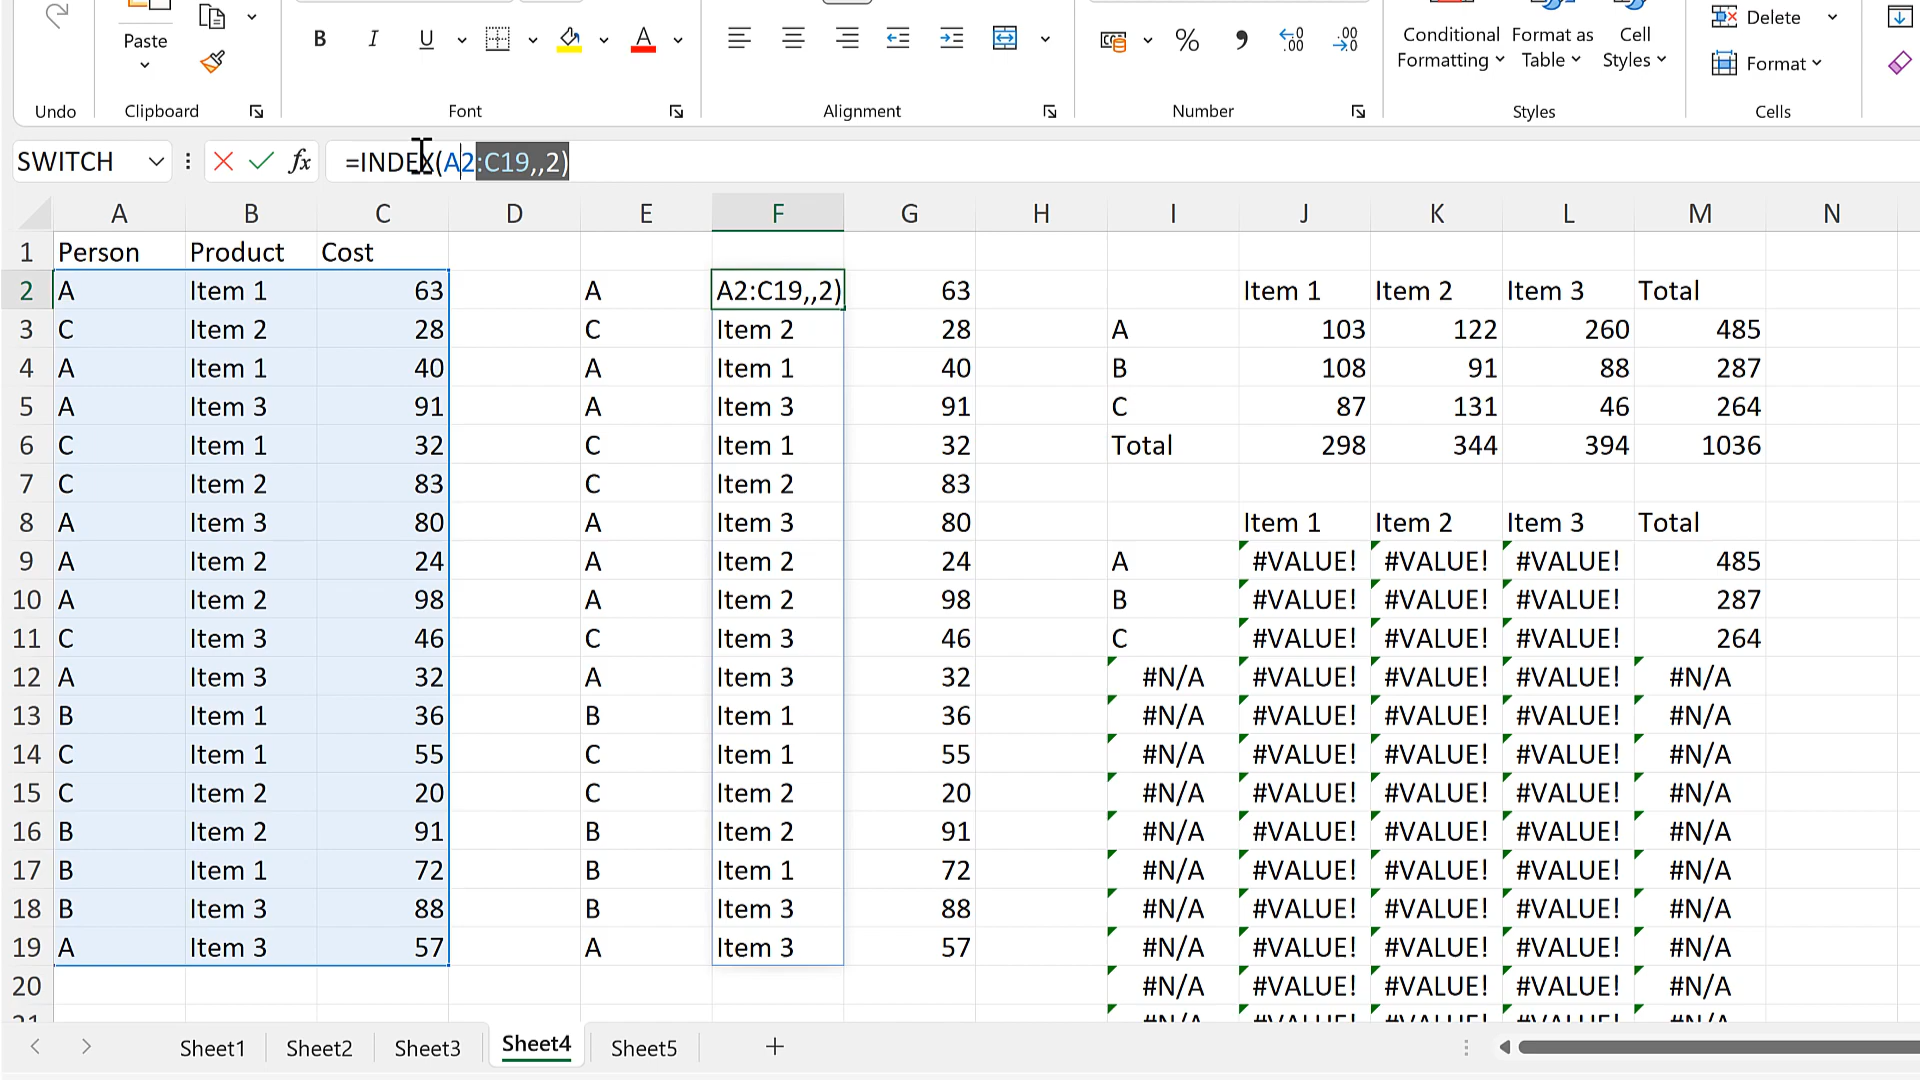 Paste
Undo
Clipboard
B I U A
Font
Alignment
% 9 .00 .0
Number
Conditional Formatting
Format as Table
Cell Styles
Styles
Delete
Format
Cells
SWITCH fx =INDEX(A2:C19,,2)
A B C D E F G H I J K L M N
1 Person Product Cost
2 A Item 1 63 A A2:C19,,2) 63 Item 1 Item 2 Item 3 Total
3 C Item 2 28 C Item 2 28 A 103 122 260 485
4 A Item 1 40 A Item 1 40 B 108 91 88 287
5 A Item 3 91 A Item 3 91 C 87 131 46 264
6 C Item 1 32 C Item 1 32 Total 298 344 394 1036
7 C Item 2 83 C Item 2 83
8 A Item 3 80 A Item 3 80 Item 1 Item 2 Item 3 Total
9 A Item 2 24 A Item 2 24 A #VALUE! #VALUE! #VALUE! 485
10 A Item 2 98 A Item 2 98 B #VALUE! #VALUE! #VALUE! 287
11 C Item 3 46 C Item 3 46 C #VALUE! #VALUE! #VALUE! 264
12 A Item 3 32 A Item 3 32 #N/A #VALUE! #VALUE! #VALUE! #N/A
13 B Item 1 36 B Item 1 36 #N/A #VALUE! #VALUE! #VALUE! #N/A
14 C Item 1 55 C Item 1 55 #N/A #VALUE! #VALUE! #VALUE! #N/A
15 C Item 2 20 C Item 2 20 #N/A #VALUE! #VALUE! #VALUE! #N/A
16 B Item 2 91 B Item 2 91 #N/A #VALUE! #VALUE! #VALUE! #N/A
17 B Item 1 72 B Item 1 72 #N/A #VALUE! #VALUE! #VALUE! #N/A
18 B Item 3 88 B Item 3 88 #N/A #VALUE! #VALUE! #VALUE! #N/A
19 A Item 3 57 A Item 3 57 #N/A #VALUE! #VALUE! #VALUE! #N/A
20 #N/A #VALUE! #VALUE! #VALUE! #N/A
21 #N/A #VALUE! #VALUE! #VALUE! #N/A
Sheet1 Sheet2 Sheet3 Sheet4 Sheet5 +